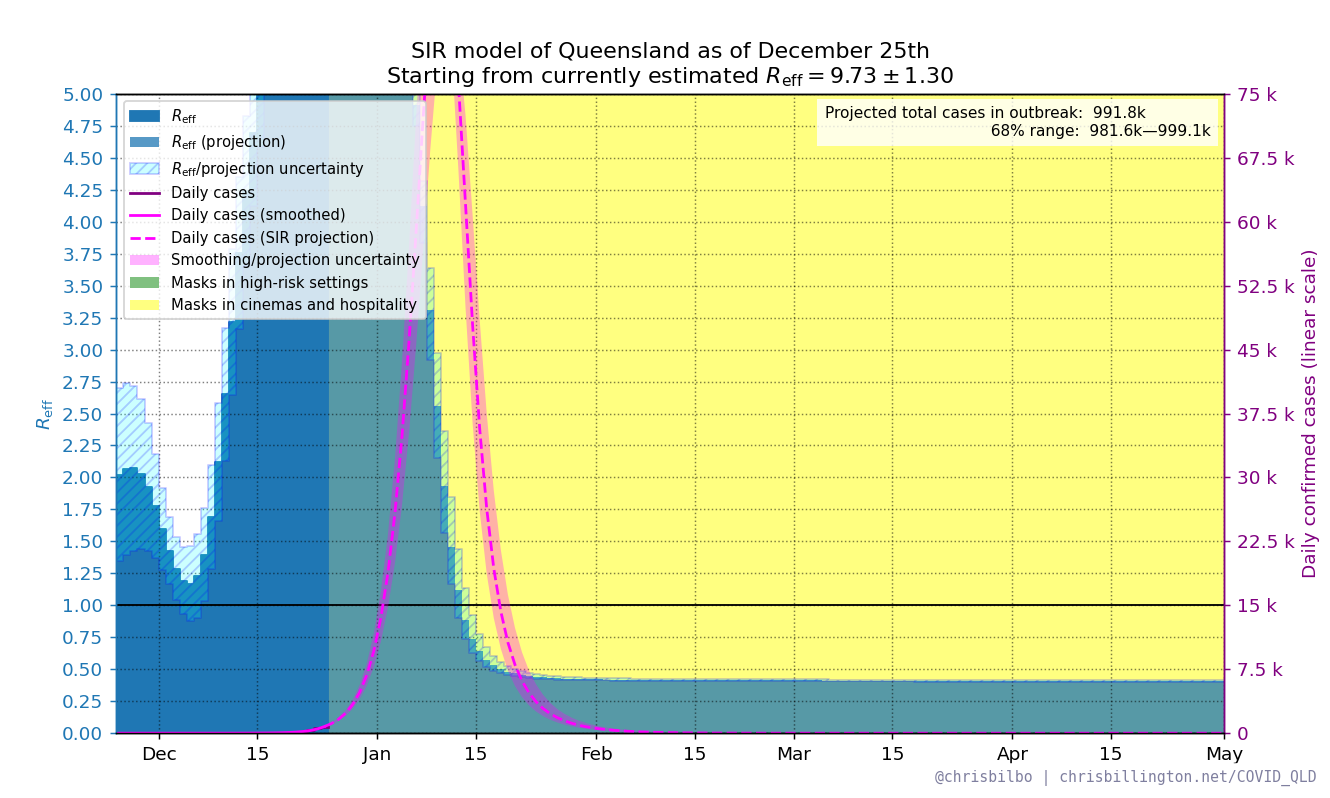 SIR model of Queensland as of December 25th
Starting from currently estimated Reff = 9.73 ± 1.30
Projected total cases in outbreak: 991.8k
68% range: 981.6k—999.1k
Reff
Reff (projection)
Reff/projection uncertainty
Daily cases
Daily cases (smoothed)
Daily cases (SIR projection)
Smoothing/projection uncertainty
Masks in high-risk settings
Masks in cinemas and hospitality
Reff
5.00
4.75
4.50
4.25
4.00
3.75
3.50
3.25
3.00
2.75
2.50
2.25
2.00
1.75
1.50
1.25
1.00
0.75
0.50
0.25
0.00
75 k
67.5 k
60 k
52.5 k
45 k
37.5 k
30 k
22.5 k
15 k
7.5 k
0
Daily confirmed cases (linear scale)
Dec 15 Jan 15 Feb 15 Mar 15 Apr 15 May
@chrisbilbo | chrisbillington.net/COVID_QLD